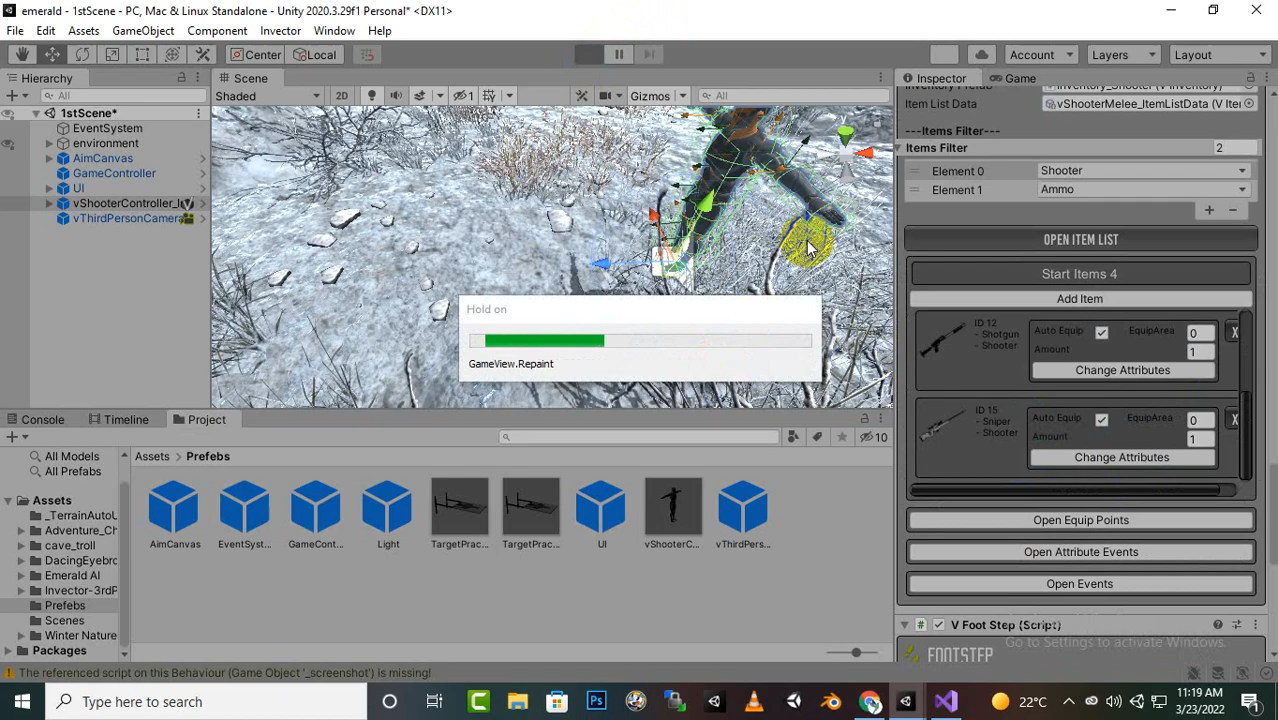 emerald - 1stScene - PC, Mac & Linux Standalone - Unity 2020.3.29f1 Personal* <DX11>
File Edit Assets GameObject Component Invector Window Help
Center Local Account Layers Layout
Hierarchy Scene Inspector Game
All Shaded 2D 1 Gizmos All
1stScene*
EventSystem
environment
AimCanvas
GameController
UI
vShooterController_I
vThirdPersonCamera
Item List Data vShooterMelee_ItemListData (V Iter
---Items Filter---
Items Filter 2
Element 0 Shooter
Element 1 Ammo
OPEN ITEM LIST
Start Items 4
Add Item
ID 12
- Shotgun
- Shooter
Auto Equip EquipArea 0 X
Amount 1
Change Attributes
ID 15
- Sniper
- Shooter
Auto Equip EquipArea 0 X
Amount 1
Change Attributes
Open Equip Points
Open Attribute Events
Open Events
V Foot Step (Script)
FOOTSTEP
Hold on
GameView.Repaint
Console Timeline Project
10
All Models
All Prefabs
Assets
_TerrainAutoU
Adventure_Ch
cave_troll
DacingEyebro
Emerald AI
Invector-3rdP
Prefebs
Scenes
Winter Nature
Packages
Assets > Prefebs
AimCanvas EventSyst... GameCont... Light TargetPrac... TargetPrac... UI vShooterC... vThirdPers...
Go to Settings to activate Windows.
The referenced script on this Behaviour (Game Object '_screenshot') is missing!
Type here to search
22°C
11:19 AM
3/23/2022
1